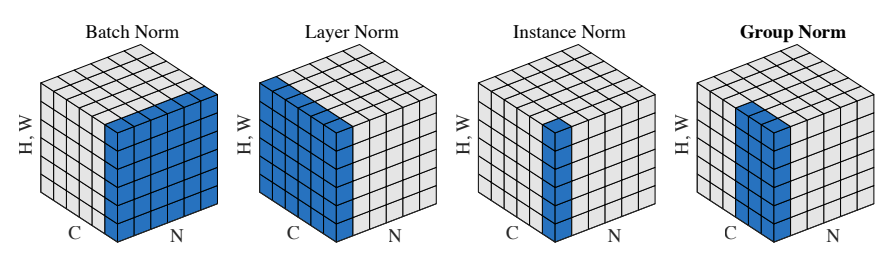 Batch Norm
H, W
C
N
Layer Norm
H, W
C
N
Instance Norm
H, W
C
N
Group Norm
H, W
C
N